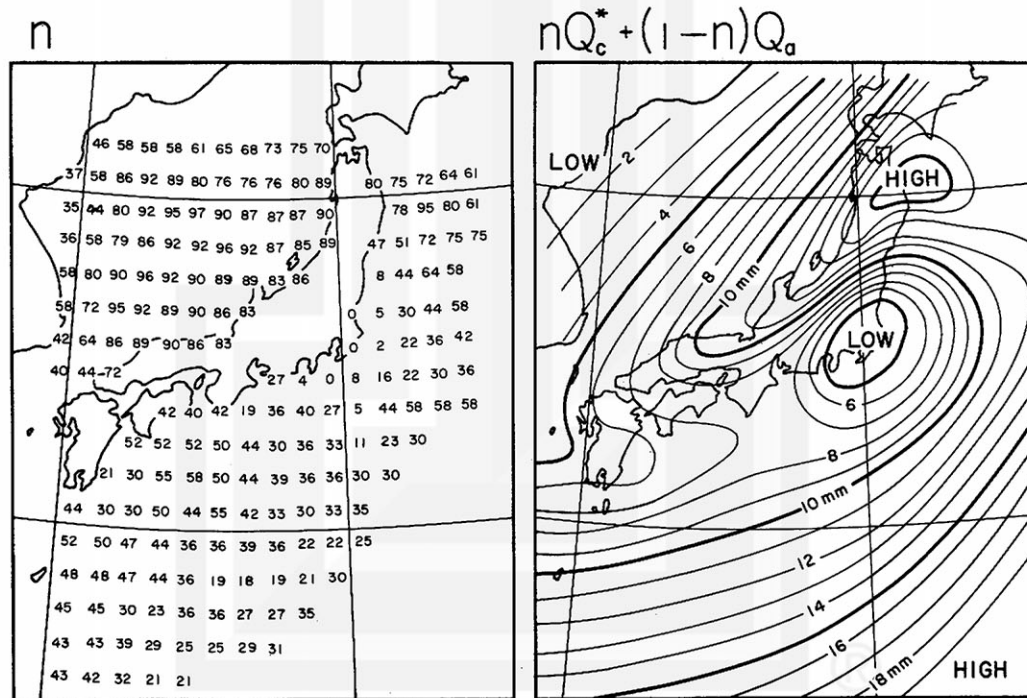 n
46 58 58 58 61 65 68 73 75 70
37 58 86 92 89 80 76 76 76 80 89 80 75 72 64 61
35 44 80 92 95 97 90 87 87 87 90 78 95 80 61
36 58 79 86 92 92 96 92 87 85 89 47 51 72 75 75
58 80 90 96 92 90 89 89 83 86 8 44 64 58
58 72 95 92 89 90 86 83 0 5 30 44 58
42 64 86 89 90 86 83 0 2 22 36 42
40 44 72 27 4 0 8 16 22 30 36
42 40 42 19 36 40 27 5 44 58 58 58
52 52 52 50 44 30 36 33 11 23 30
21 30 55 58 50 44 39 36 36 30 30
44 30 30 50 44 55 42 33 30 33 35
52 50 47 44 36 36 39 36 22 22 25
48 48 47 44 36 19 18 19 21 30
45 45 30 23 36 36 27 27 35
43 43 39 29 25 25 29 31
43 42 32 21 21
nQ*c + (1-n)Qa
LOW
2
HIGH
4
6
8
10 mm
LOW
6
8
10 mm
12
14
16
18 mm
HIGH
®